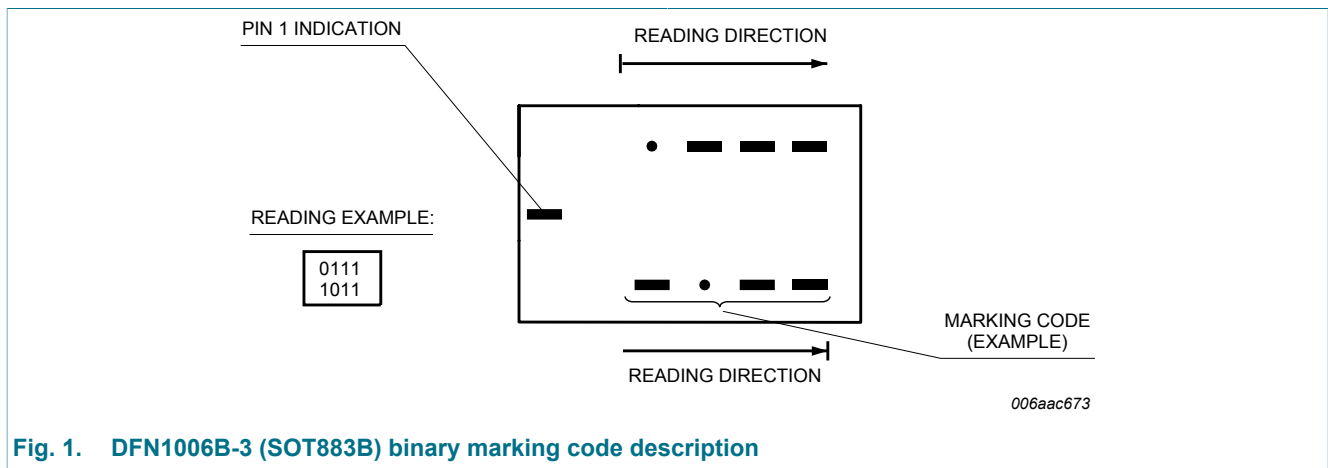 PIN 1 INDICATION
READING DIRECTION
READING EXAMPLE:
0111
1011
MARKING CODE
(EXAMPLE)
READING DIRECTION
006aac673
Fig. 1. DFN1006B-3 (SOT883B) binary marking code description